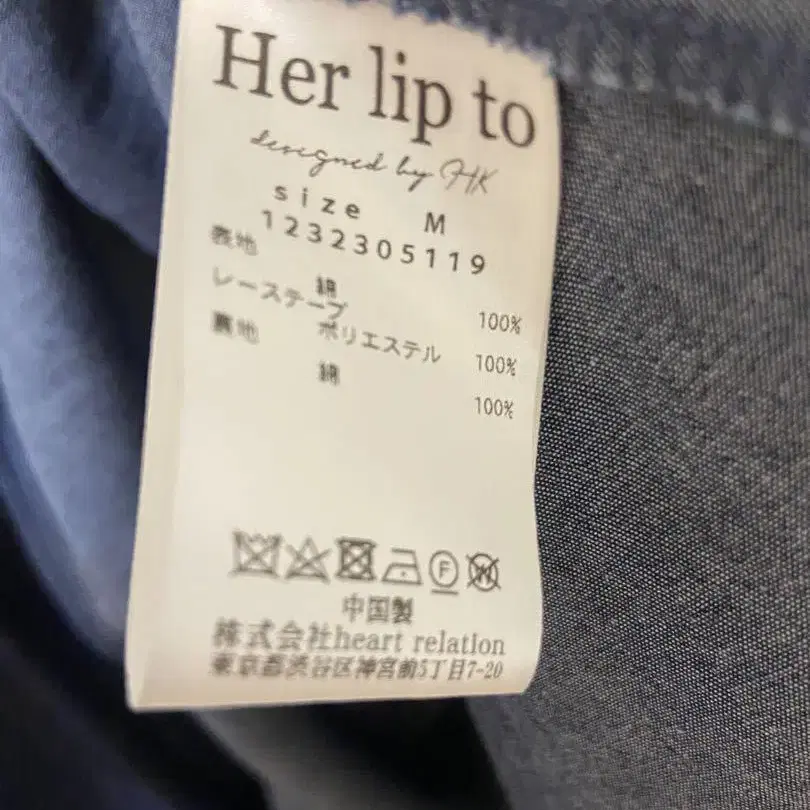 Her lip to
designed by HK
size M
1232305119
表地 綿 100%
レーステープ ポリエステル 100%
裏地 綿 100%
F W
中国製
株式会社heart relation
東京都渋谷区神宮前5丁目7-20